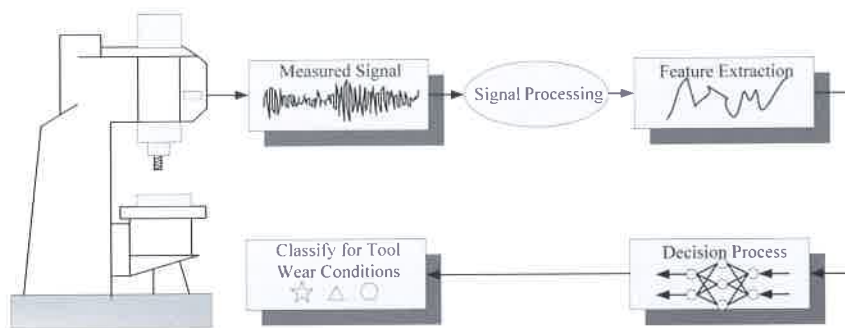 Measured Signal
Signal Processing
Feature Extraction
Classify for Tool
Wear Conditions
Decision Process